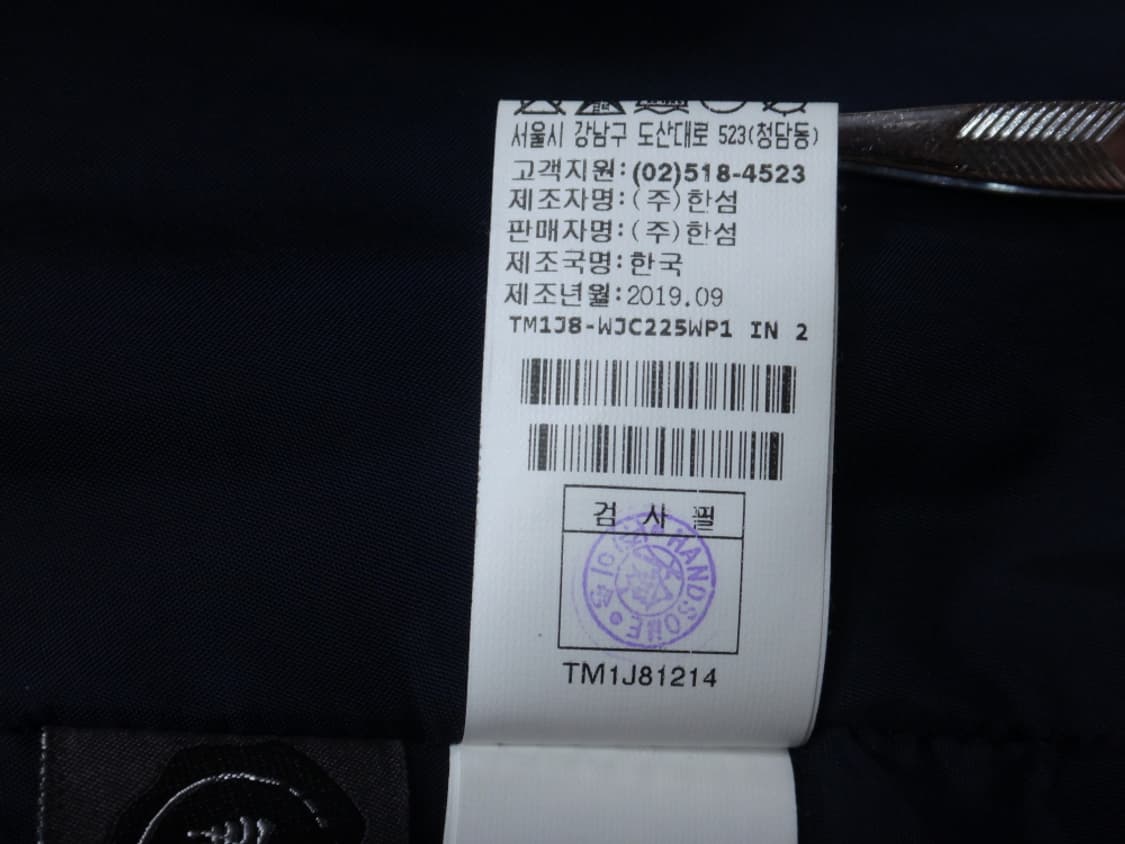 서울시 강남구 도산대로 523(청담동)
고객지원:(02)518-4523
제조자명:(주)한섬
판매자명:(주)한섬
제조국명:한국
제조년월:2019.09
TM1J8-WJC225WP1 IN 2
검 사 필
HANDSOME
TM1J81214